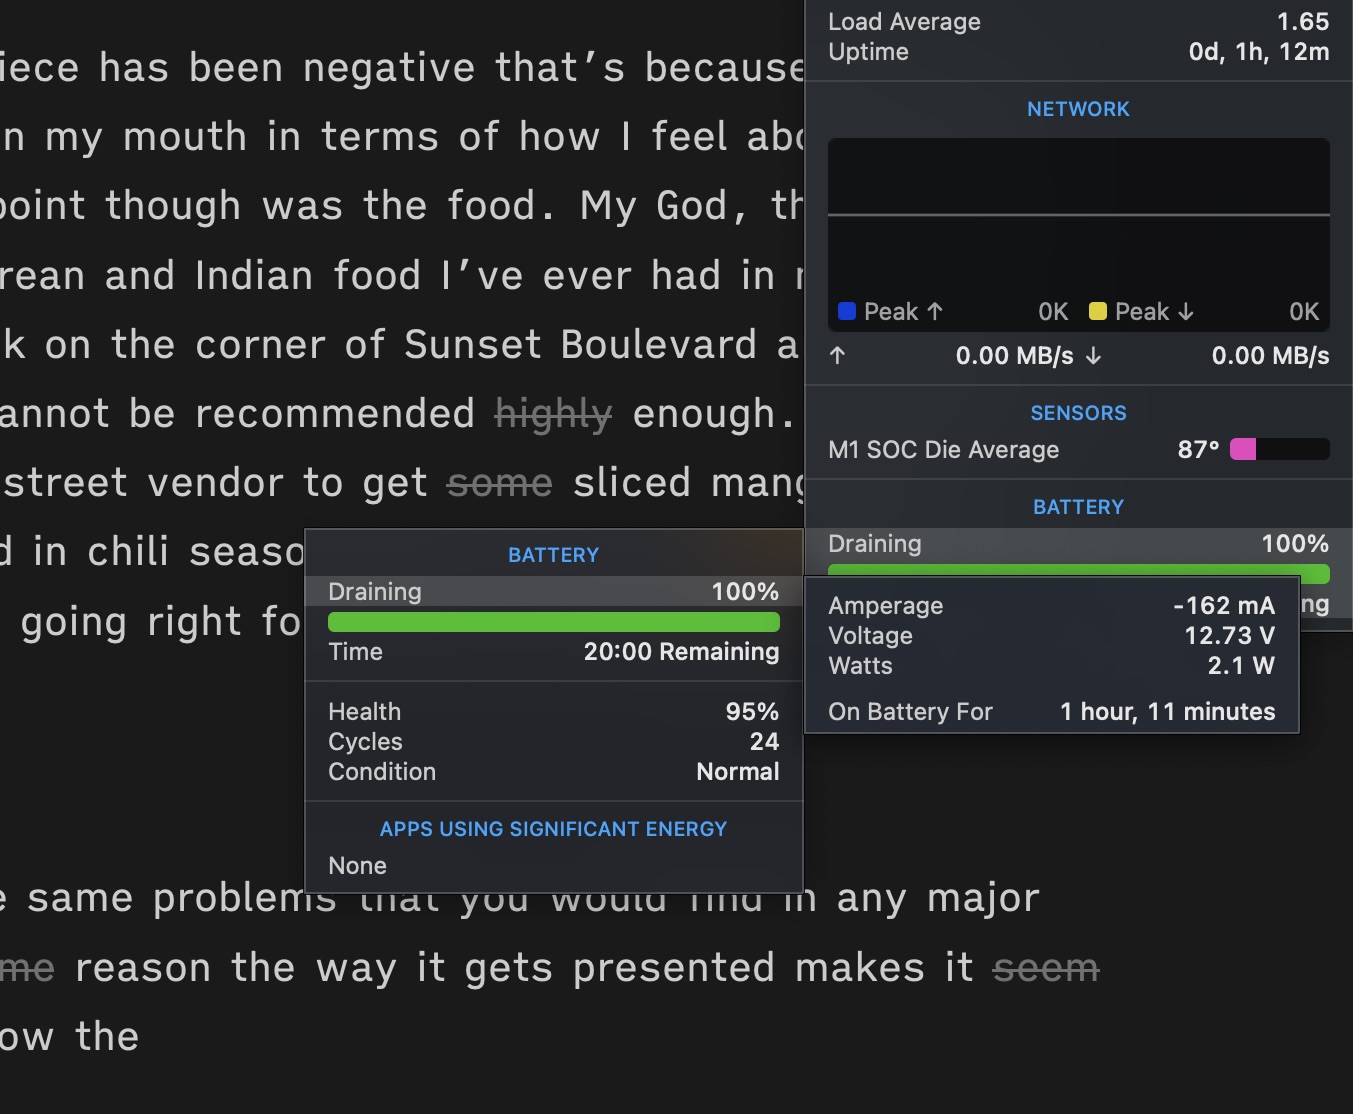 iece has been negative that’s because
n my mouth in terms of how I feel
point though was the food. My God,
rean and Indian food I’ve ever had in
k on the corner of Sunset Boulevard a
annot be recommended highly enough.
street vendor to get some sliced
d in chili
going right
e same problems that you would find in any major
me reason the way it gets presented makes it seem
ow the
Load Average 1.65
Uptime 0d, 1h, 12m
NETWORK
Peak ↑ 0K Peak ↓ 0K
↑ 0.00 MB/s ↓ 0.00 MB/s
SENSORS
M1 SOC Die Average 87°
BATTERY
Draining 100%
ng
BATTERY
Draining 100%
Time 20:00 Remaining
Health 95%
Cycles 24
Condition Normal
APPS USING SIGNIFICANT ENERGY
None
Amperage -162 mA
Voltage 12.73 V
Watts 2.1 W
On Battery For 1 hour, 11 minutes